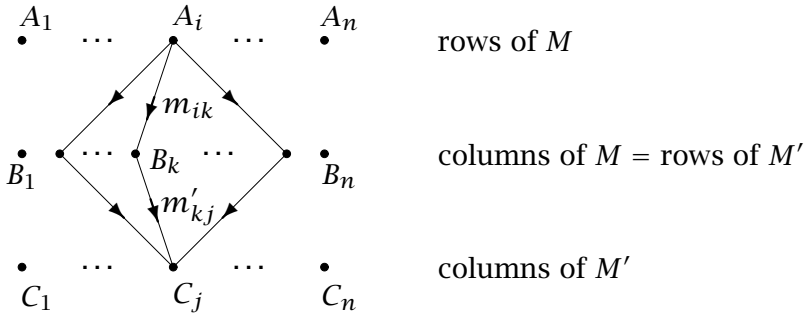 A₁ ··· Aᵢ ··· Aₙ rows of M
mᵢₖ
··· Bₖ ··· columns of M = rows of M′
B₁ Bₙ
m′ₖⱼ
··· ··· columns of M′
C₁ Cⱼ Cₙ